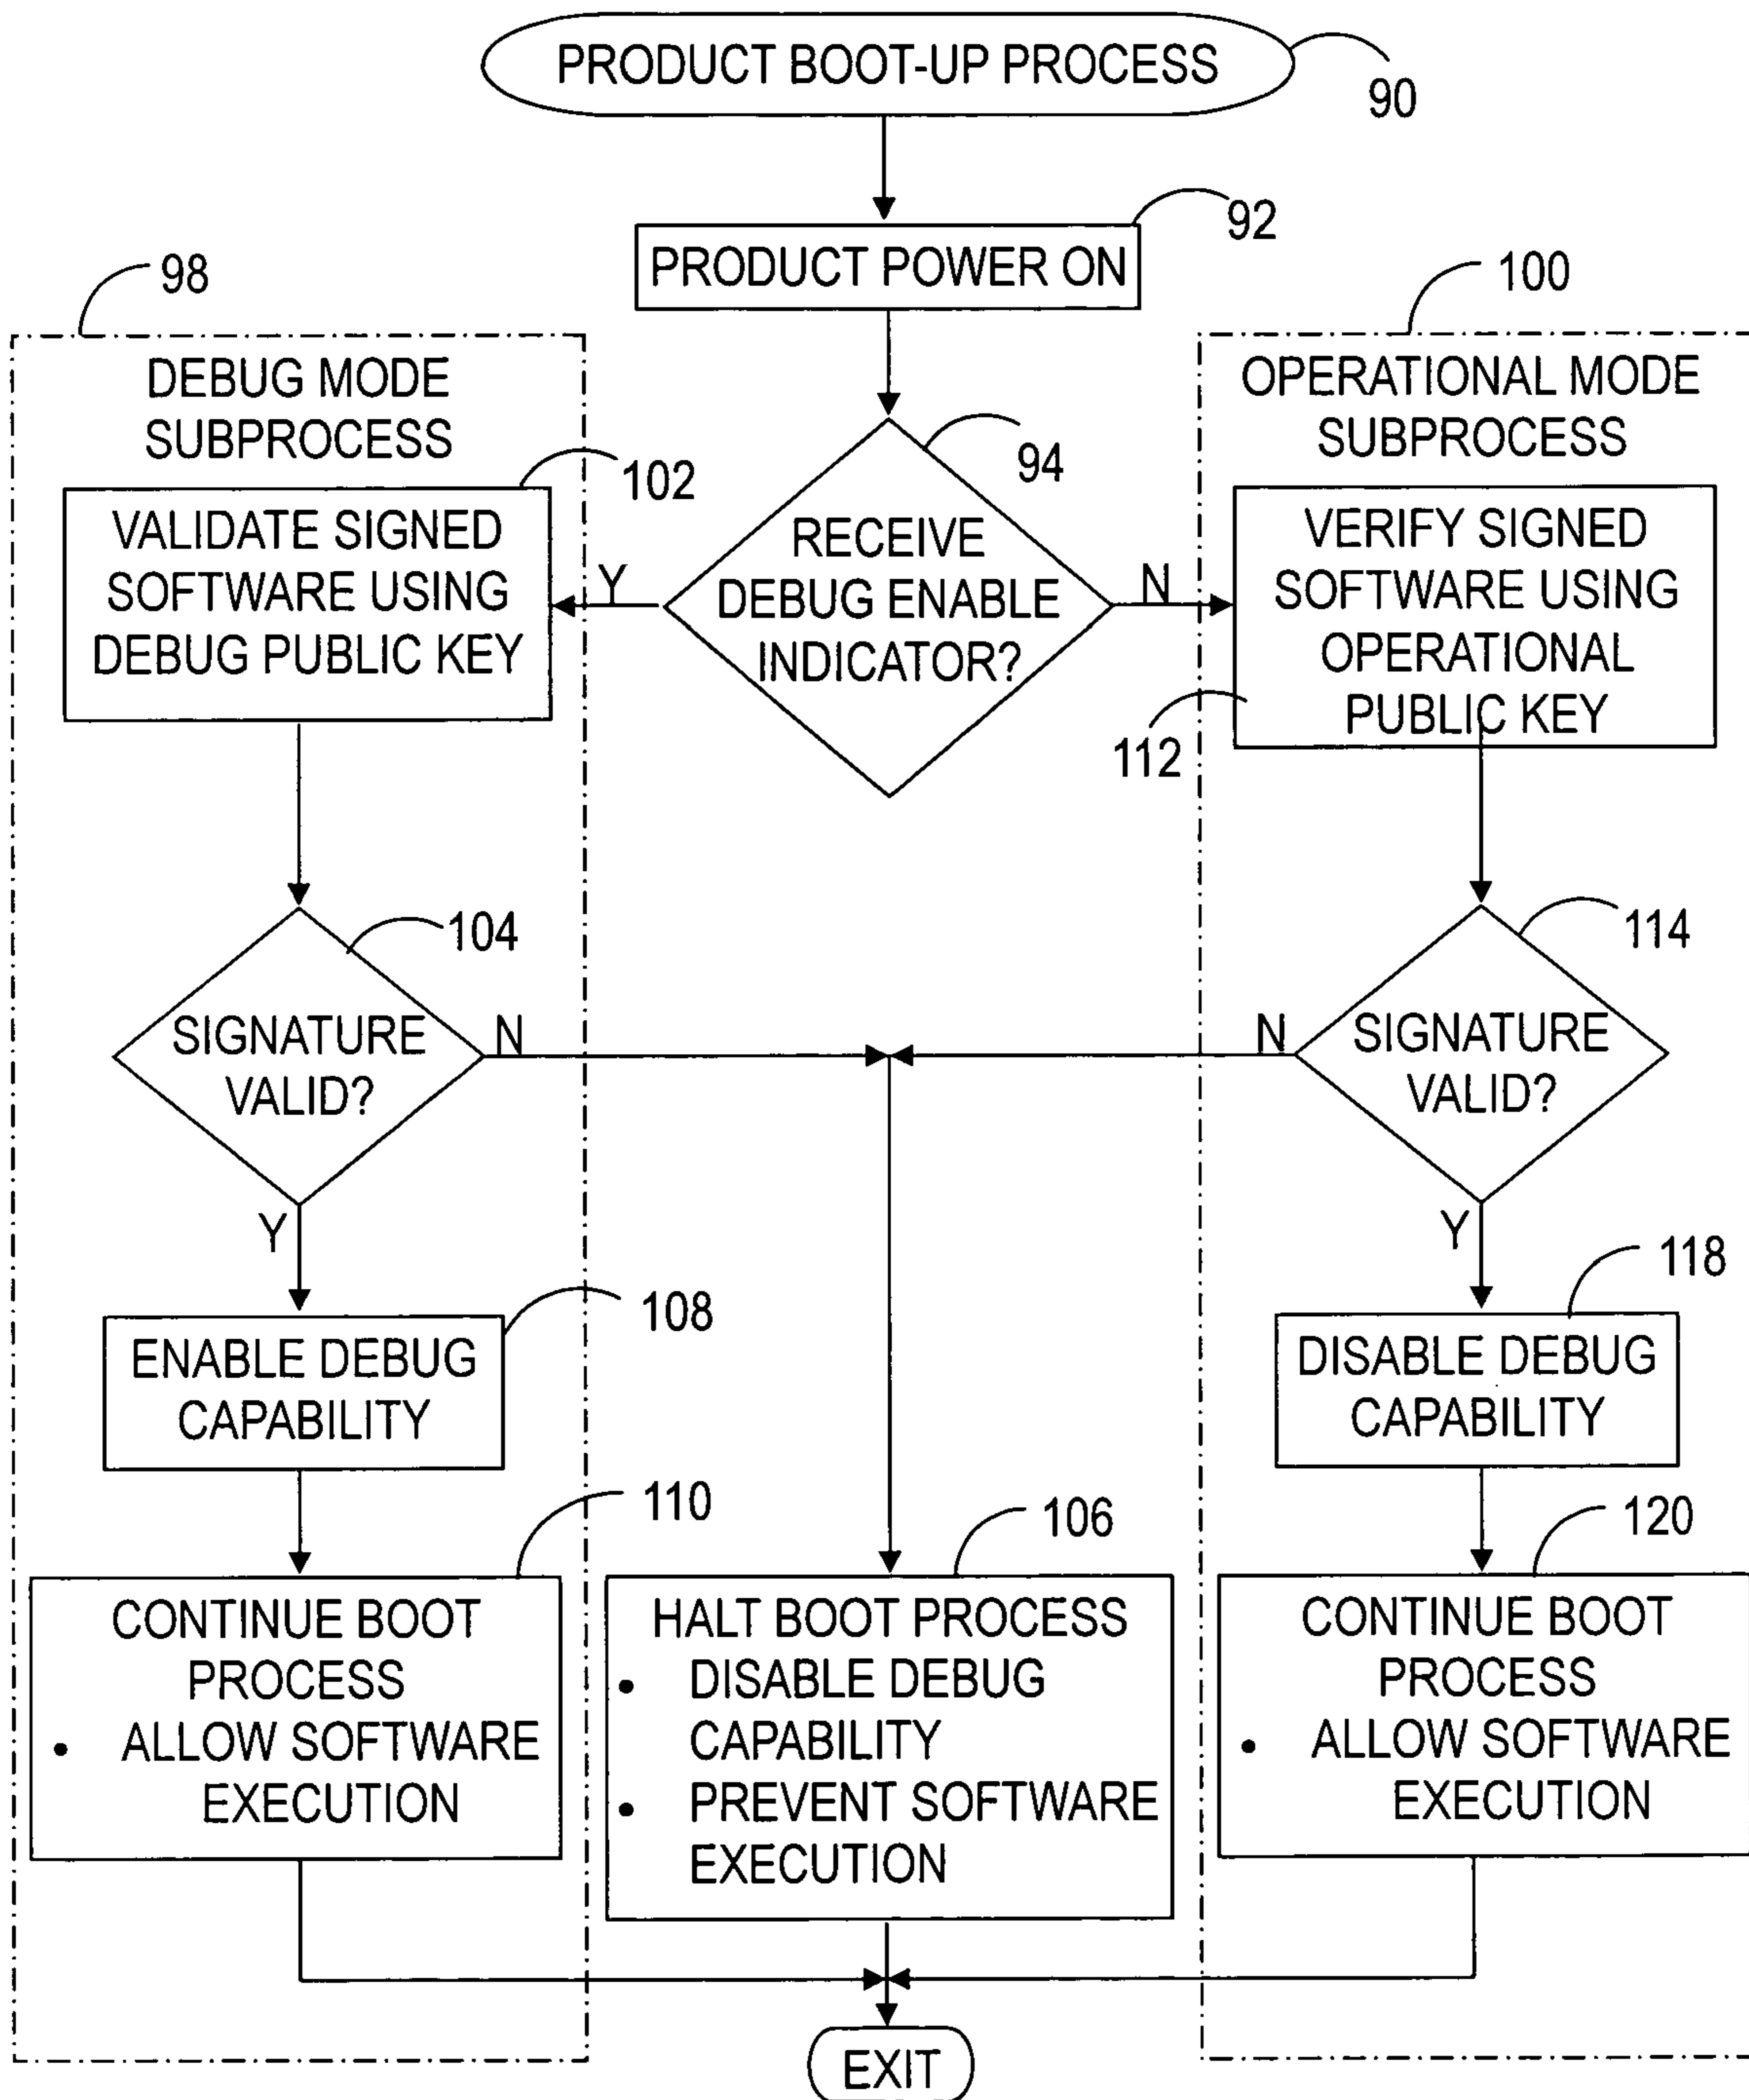 PRODUCT BOOT-UP PROCESS
90
92
PRODUCT POWER ON
98
100
DEBUG MODE
SUBPROCESS
OPERATIONAL MODE
SUBPROCESS
94
102
VALIDATE SIGNED
SOFTWARE USING
DEBUG PUBLIC KEY
Y
RECEIVE
DEBUG ENABLE
INDICATOR?
N
VERIFY SIGNED
SOFTWARE USING
OPERATIONAL
PUBLIC KEY
112
104
SIGNATURE
VALID?
N
Y
114
N
SIGNATURE
VALID?
Y
108
ENABLE DEBUG
CAPABILITY
118
DISABLE DEBUG
CAPABILITY
110
CONTINUE BOOT
PROCESS
• ALLOW SOFTWARE
EXECUTION
106
HALT BOOT PROCESS
• DISABLE DEBUG
CAPABILITY
• PREVENT SOFTWARE
EXECUTION
120
CONTINUE BOOT
PROCESS
• ALLOW SOFTWARE
EXECUTION
EXIT